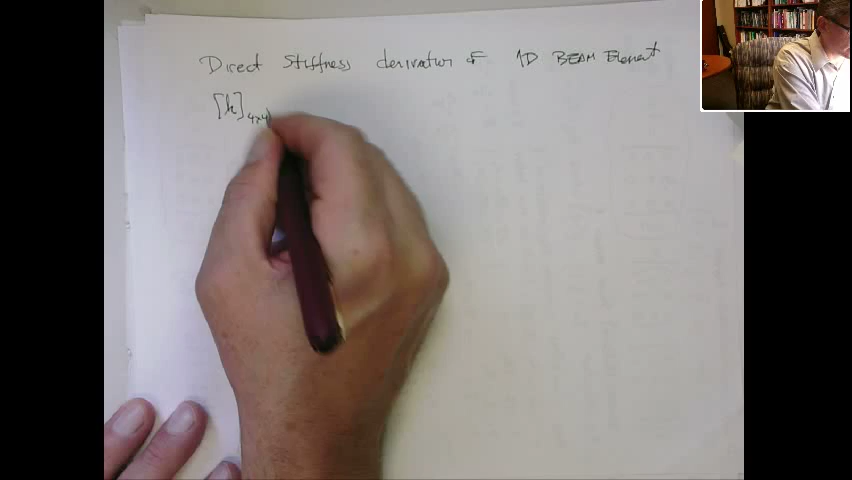 Direct Stiffness derivation of 1D BEAM Element
[k]4x4